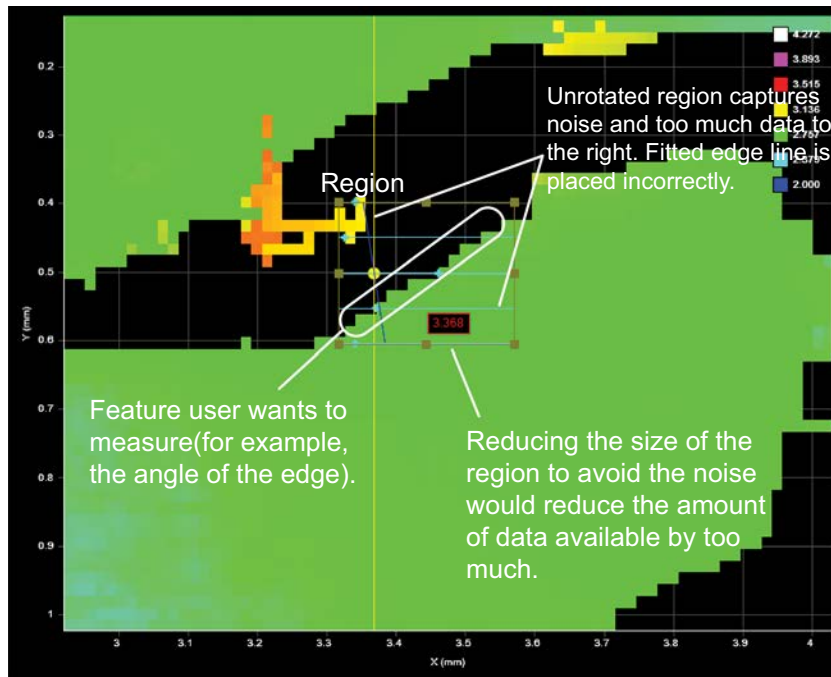 4.272
3.893
3.515
3.136
2.757
Unrotated region captures
noise and too much data to
the right. Fitted edge line is
placed incorrectly.
2.000
Region
3.368
Feature user wants to
measure(for example,
the angle of the edge).
Reducing the size of the
region to avoid the noise
would reduce the amount
of data available by too
much.
Y (mm)
0.2
0.3
0.4
0.5
0.6
0.7
0.8
0.9
1
3
3.1
3.2
3.3
3.4
3.5
3.6
3.7
3.8
3.9
4
X (mm)